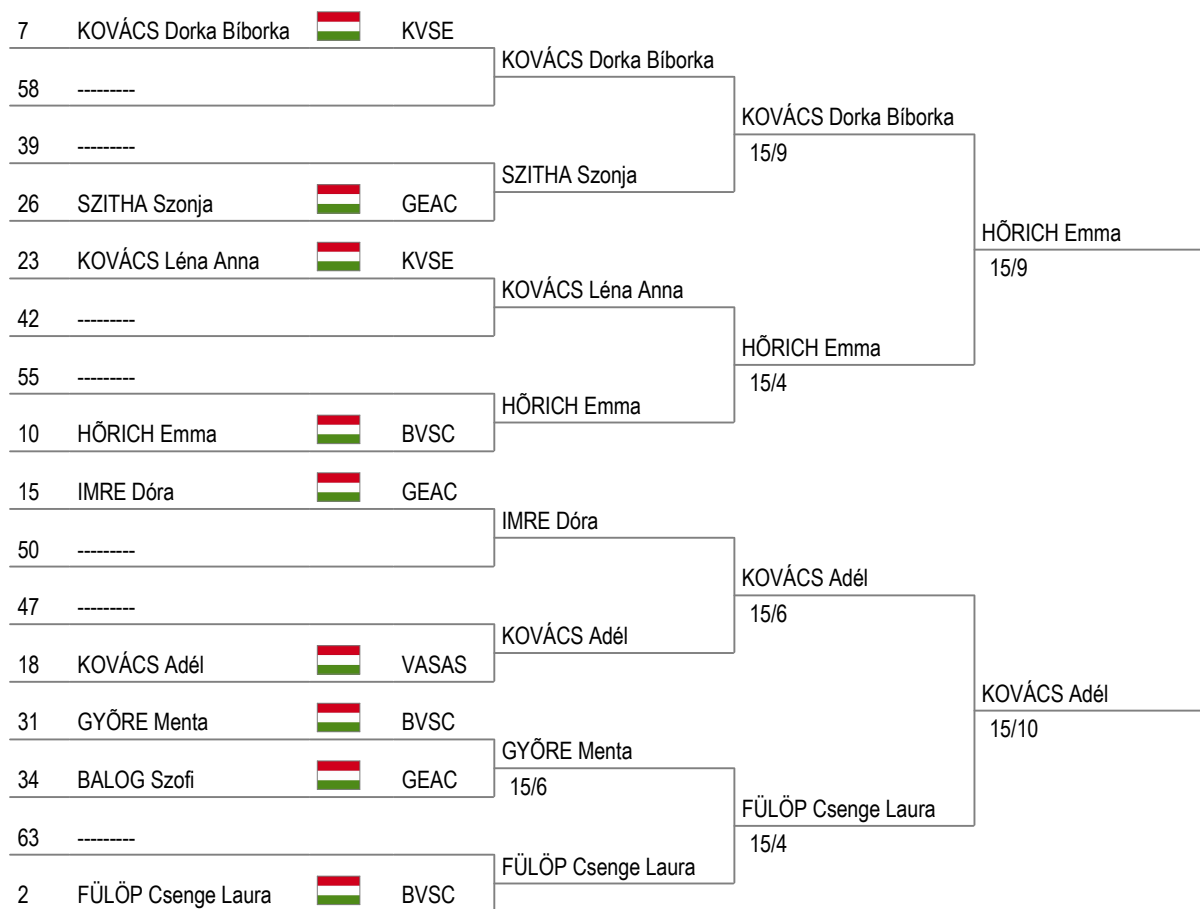 7 KOVÁCS Dorka Bíborka KVSE
KOVÁCS Dorka Bíborka
58 ---------
KOVÁCS Dorka Bíborka
39 ---------
15/9
SZITHA Szonja
26 SZITHA Szonja GEAC
HÕRICH Emma
23 KOVÁCS Léna Anna KVSE
15/9
KOVÁCS Léna Anna
42 ---------
HÕRICH Emma
55 ---------
15/4
HÕRICH Emma
10 HÕRICH Emma BVSC
15 IMRE Dóra GEAC
IMRE Dóra
50 ---------
KOVÁCS Adél
47 ---------
15/6
KOVÁCS Adél
18 KOVÁCS Adél VASAS
KOVÁCS Adél
31 GYÕRE Menta BVSC
15/10
GYÕRE Menta
34 BALOG Szofi GEAC
15/6
FÜLÖP Csenge Laura
63 ---------
15/4
FÜLÖP Csenge Laura
2 FÜLÖP Csenge Laura BVSC